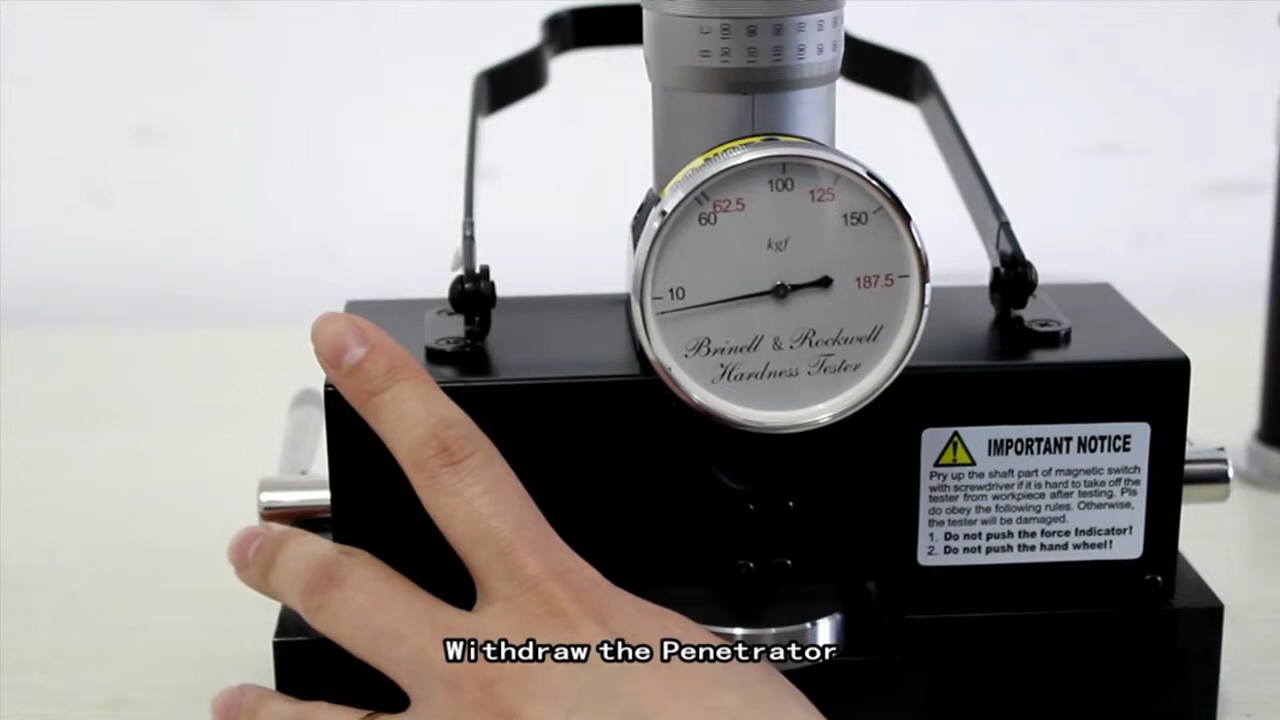 100
62.5
125
60
150
kgf
10
187.5
Brinell & Rockwell
Hardness Tester
IMPORTANT NOTICE
Pry up the shaft part of magnetic switch
with screwdriver if it is hard to take off the
tester from workpiece after testing. Pls
do obey the following rules. Otherwise,
the tester will be damaged.
1. Do not push the force Indicator!
2. Do not push the hand wheel!
Withdraw the Penetrator